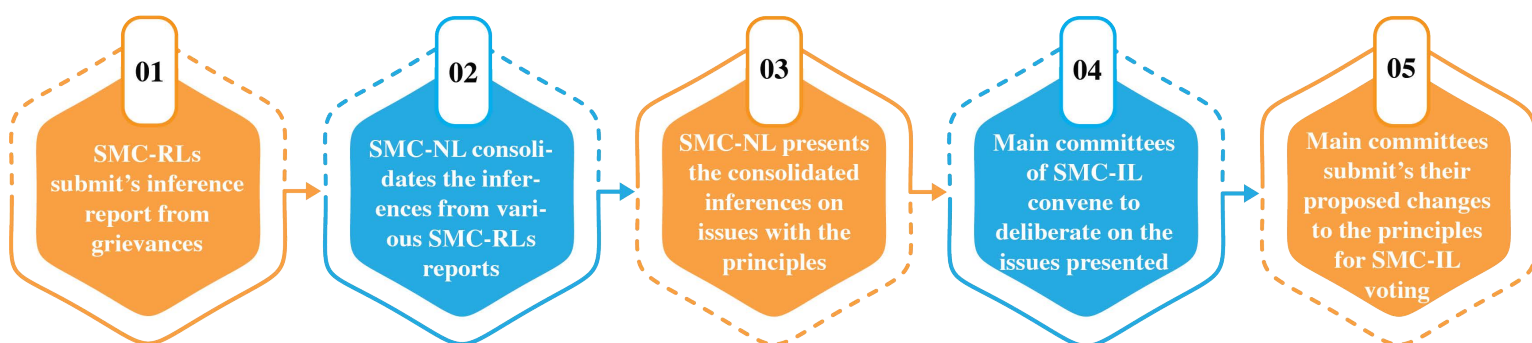 01
SMC-RLs
submit’s inference
report from
grievances
02
SMC-NL consoli-
dates the infer-
ences from vari-
ous SMC-RLs
reports
03
SMC-NL presents
the consolidated
inferences on
issues with the
principles
04
Main committees
of SMC-IL
convene to
deliberate on the
issues presented
05
Main committees
submit’s their
proposed changes
to the principles
for SMC-IL
voting